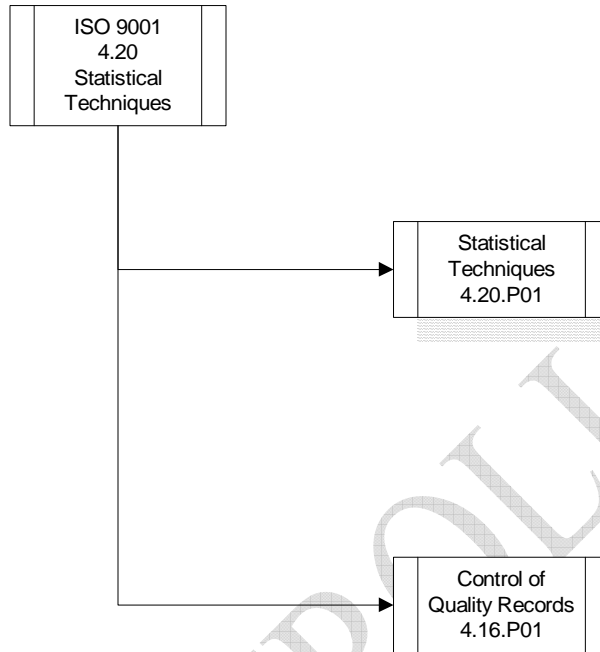 ISO 9001
4.20
Statistical
Techniques
Statistical
Techniques
4.20.P01
Control of
Quality Records
4.16.P01